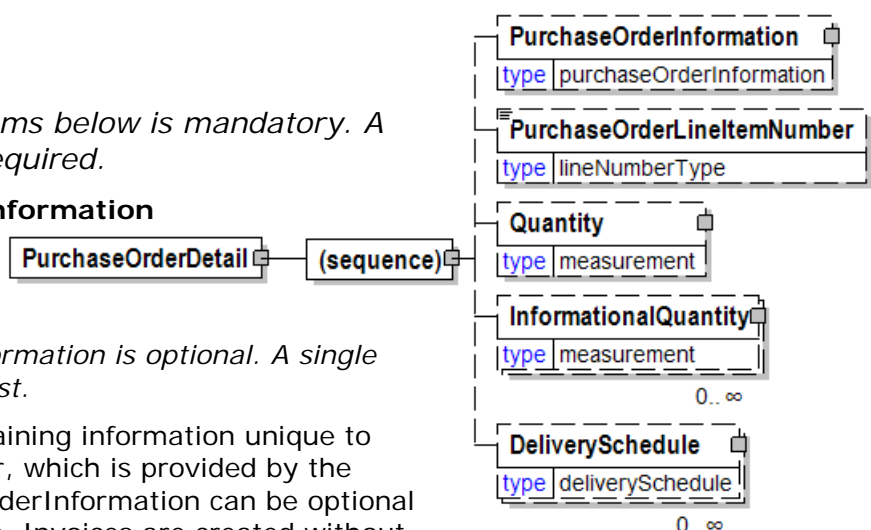 PurchaseOrderInformation
type purchaseOrderInformation
ms below is mandatory. A
equired.
PurchaseOrderLineItemNumber
type lineNumberType
nformation
Quantity
type measurement
PurchaseOrderDetail
(sequence)
InformationalQuantity
type measurement
0.. ∞
ormation is optional. A single
st.
DeliverySchedule
type deliverySchedule
0.. ∞
aining information unique to
r, which is provided by the
derInformation can be optional